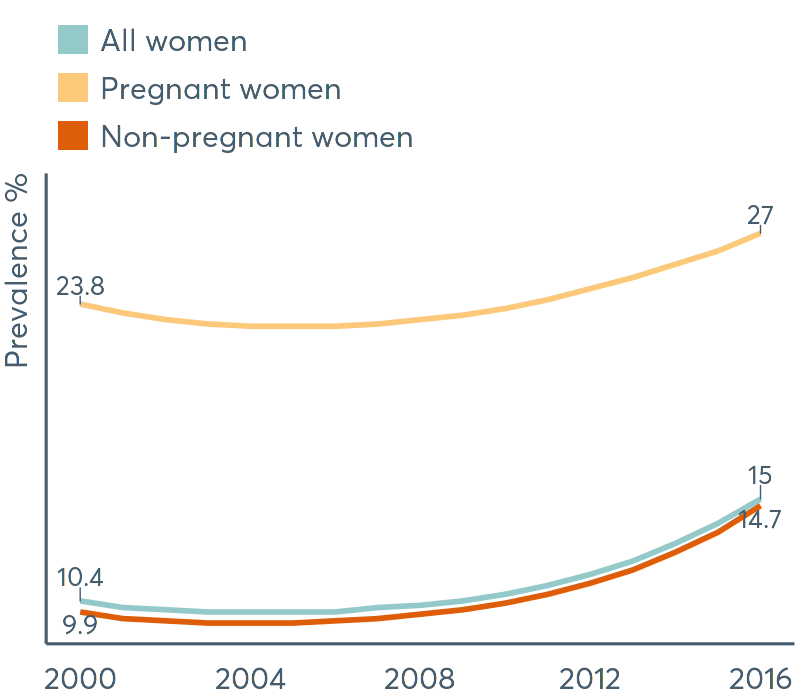 All women
Pregnant women
Non-pregnant women
Prevalence %
27
23.8
15
14.7
10.4
9.9
2000 2004 2008 2012 2016